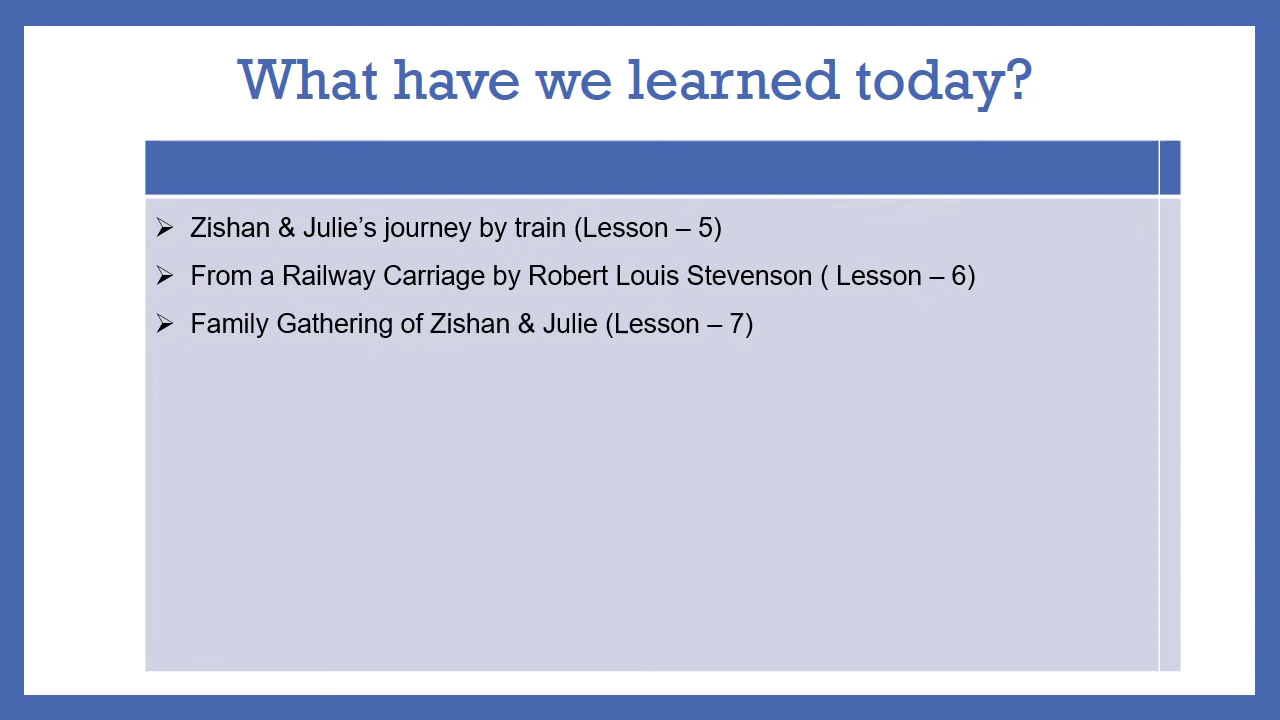 What have we learned today?
➢ Zishan & Julie’s journey by train (Lesson – 5)
➢ From a Railway Carriage by Robert Louis Stevenson ( Lesson – 6)
➢ Family Gathering of Zishan & Julie (Lesson – 7)